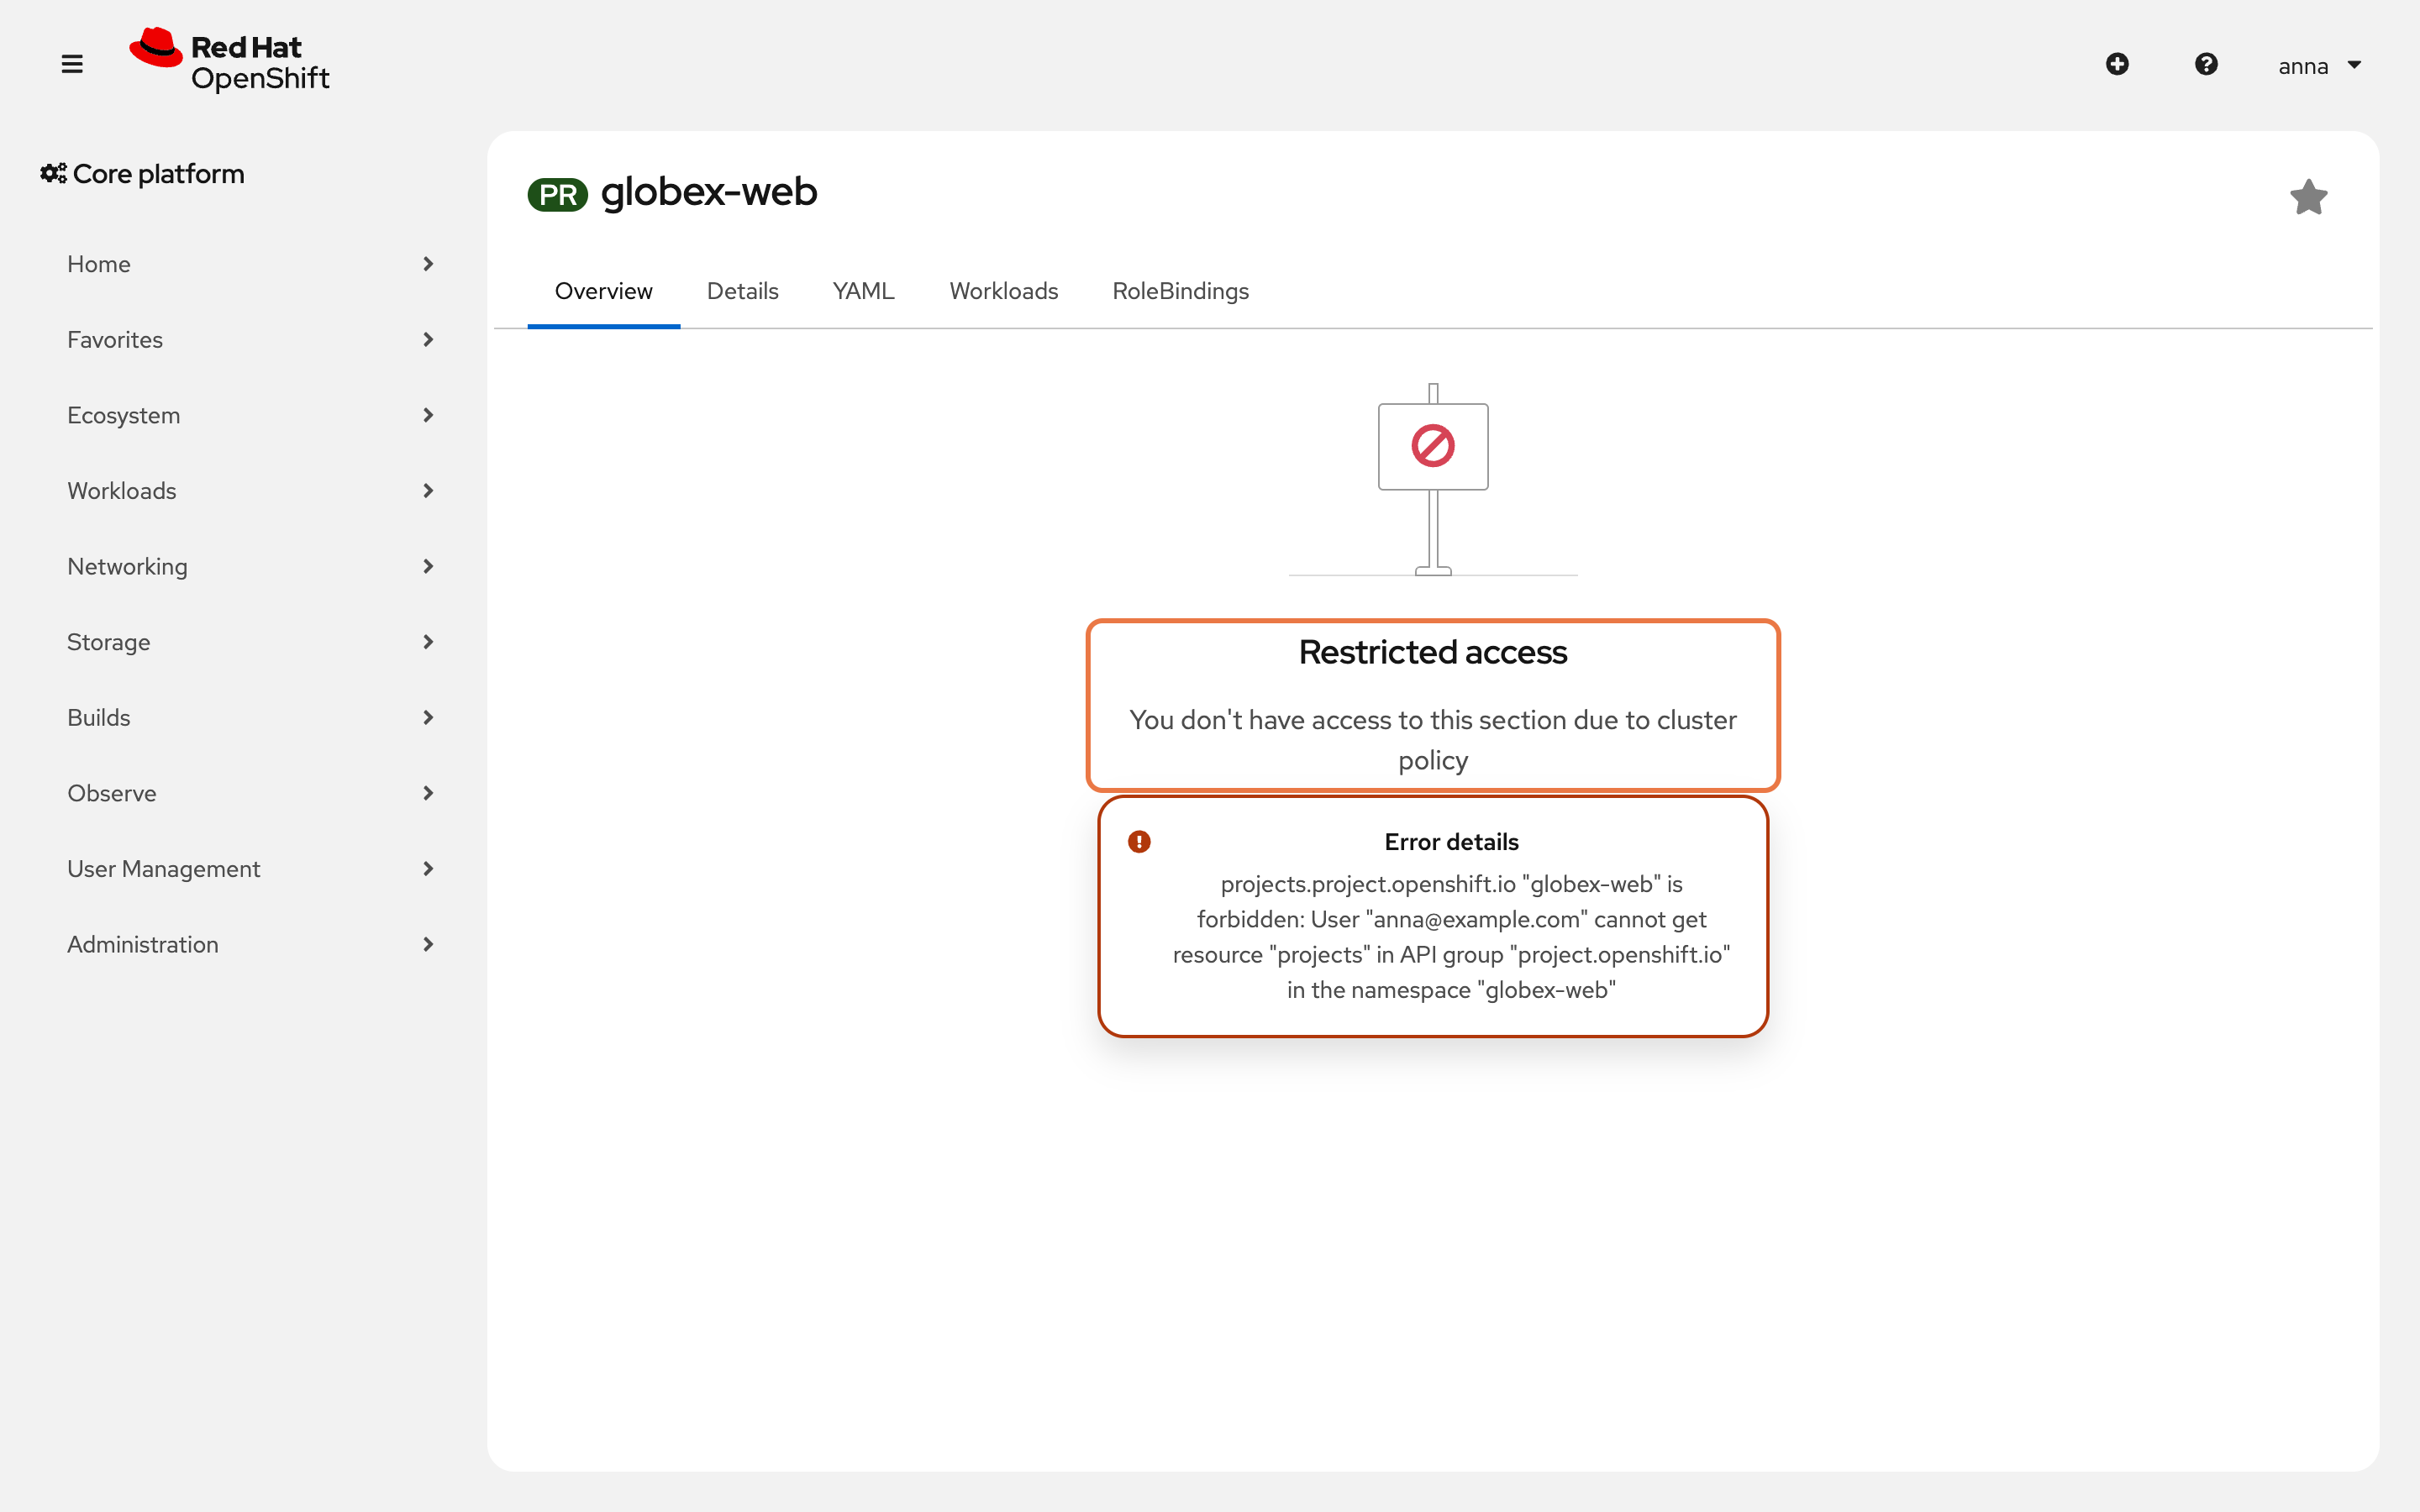 Red Hat
OpenShift
anna
Core platform
Home
Favorites
Ecosystem
Workloads
Networking
Storage
Builds
Observe
User Management
Administration
PR globex-web
Overview Details YAML Workloads RoleBindings
Restricted access
You don't have access to this section due to cluster
policy
Error details
projects.project.openshift.io "globex-web" is
forbidden: User "anna@example.com" cannot get
resource "projects" in API group "project.openshift.io"
in the namespace "globex-web"